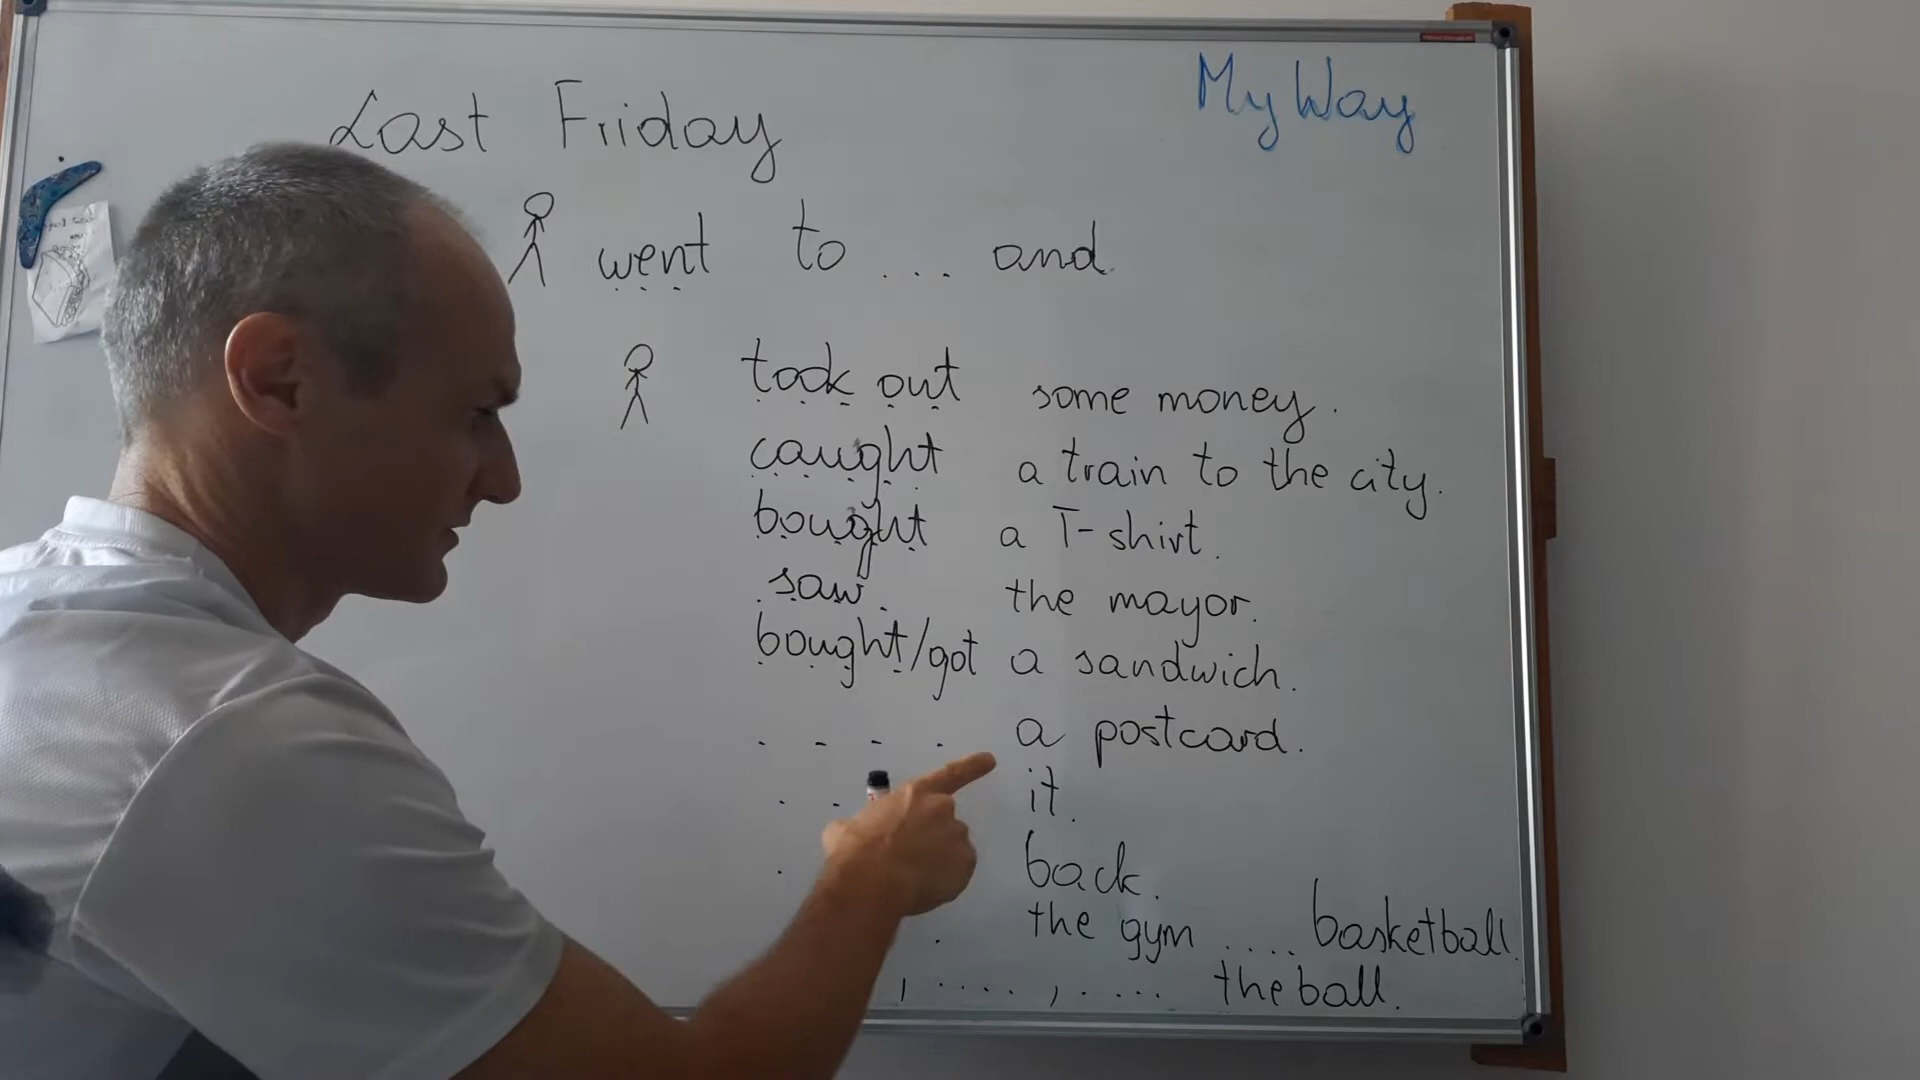 My Way
Last Friday
went to ... and
took out some money.
caught a train to the city.
bought a T-shirt.
saw the mayor.
bought/got a sandwich.
.... a postcard.
it.
back.
the gym .... basketball.
, .... , .... the ball.